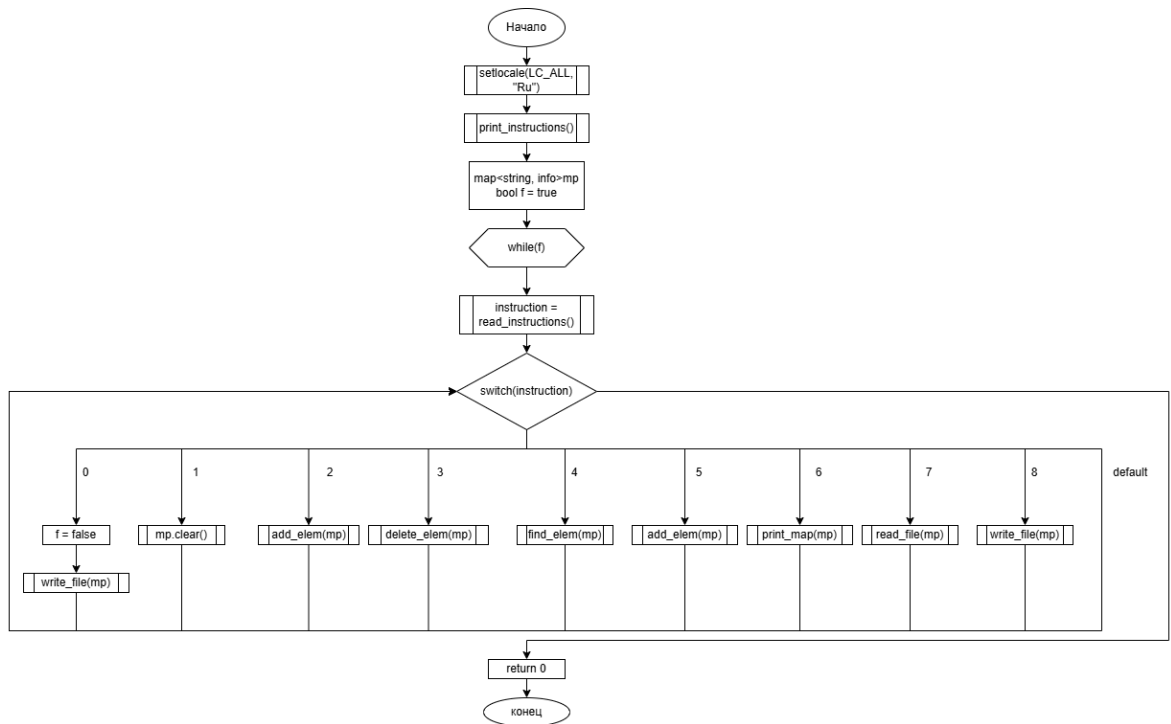 Начало
setlocale(LC_ALL,
"Ru")
print_instructions()
map<string, info>mp
bool f = true
while(f)
instruction =
read_instructions()
switch(instruction)
0
1
2
3
4
5
6
7
8
default
f = false
mp.clear()
add_elem(mp)
delete_elem(mp)
find_elem(mp)
add_elem(mp)
print_map(mp)
read_file(mp)
write_file(mp)
write_file(mp)
return 0
конец